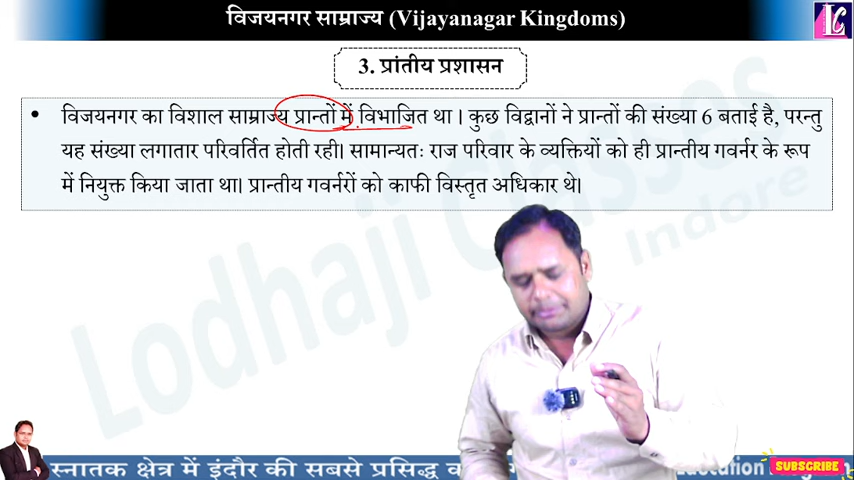 विजयनगर साम्राज्य (Vijayanagar Kingdoms)
LC
3. प्रांतीय प्रशासन
• विजयनगर का विशाल साम्राज्य प्रान्तों में विभाजित था। कुछ विद्वानों ने प्रान्तों की संख्या 6 बताई है, परन्तु
यह संख्या लगातार परिवर्तित होती रही। सामान्यतः राज परिवार के व्यक्तियों को ही प्रान्तीय गवर्नर के रूप
में नियुक्त किया जाता था। प्रान्तीय गवर्नरों को काफी विस्तृत अधिकार थे।
Lodhaji Classes
Indore
स्नातक क्षेत्र में इंदौर की सबसे प्रसिद्ध
SUBSCRIBE